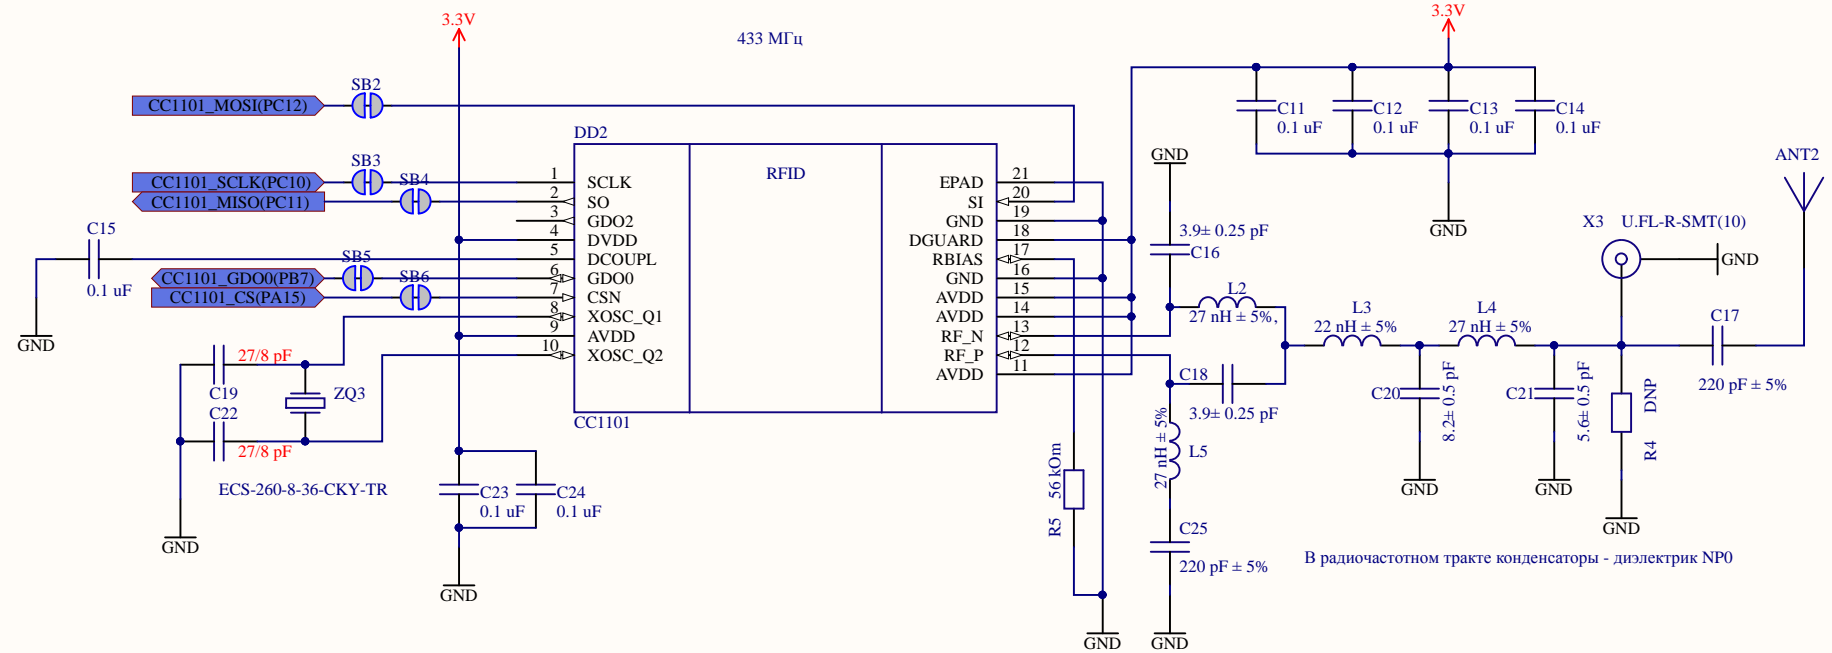 3.3V
433 МГц
3.3V
SB2
CC1101_MOSI(PC12)
C11
0.1 uF
C12
0.1 uF
C13
0.1 uF
C14
0.1 uF
DD2
RFID
CC1101
SB3
CC1101_SCLK(PC10)
SB4
CC1101_MISO(PC11)
1 SCLK
2 SO
3 GDO2
4 DVDD
5 DCOUPL
6 GDO0
7 CSN
8 XOSC_Q1
9 AVDD
10 XOSC_Q2
EPAD 21
SI 20
GND 19
DGUARD 18
RBIAS 17
GND 16
AVDD 15
AVDD 14
RF_N 13
RF_P 12
AVDD 11
C15
0.1 uF
GND
SB5
CC1101_GDO0(PB7)
SB6
CC1101_CS(PA15)
27/8 pF
C19
C22
27/8 pF
ZQ3
ECS-260-8-36-CKY-TR
GND
C23
0.1 uF
C24
0.1 uF
GND
R5
56 kOm
GND
GND
3.9± 0.25 pF
C16
L2
27 nH ± 5%,
C18
3.9± 0.25 pF
27 nH ± 5%
L5
C25
220 pF ± 5%
GND
GND
L3
22 nH ± 5%
L4
27 nH ± 5%
C20
8.2± 0.5 pF
GND
C21
5.6± 0.5 pF
GND
X3 U.FL-R-SMT(10)
GND
R4
DNP
GND
C17
220 pF ± 5%
ANT2
В радиочастотном тракте конденсаторы - диэлектрик NP0